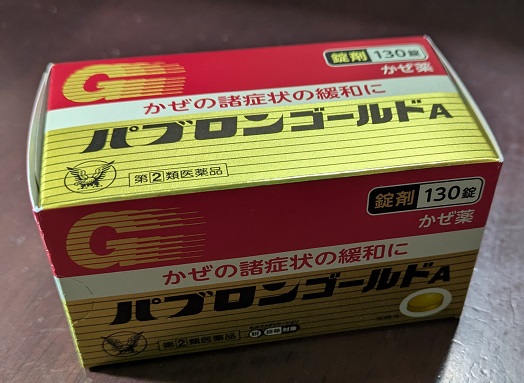 G
錠剤 130錠
かぜ薬
かぜの諸症状の緩和に
パブロンゴールドA
第②類医薬品
G
錠剤 130錠
かぜ薬
かぜの諸症状の緩和に
パブロンゴールドA
第②類医薬品